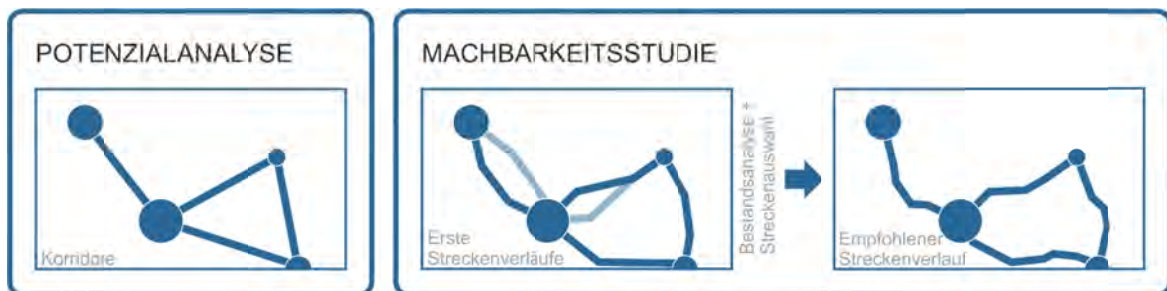 POTENZIALANALYSE
Korridore
MACHBARKEITSSTUDIE
Erste
Streckenverläufe
Bestandsanalyse +
Streckenauswahl
Empfohlener
Streckenverlauf